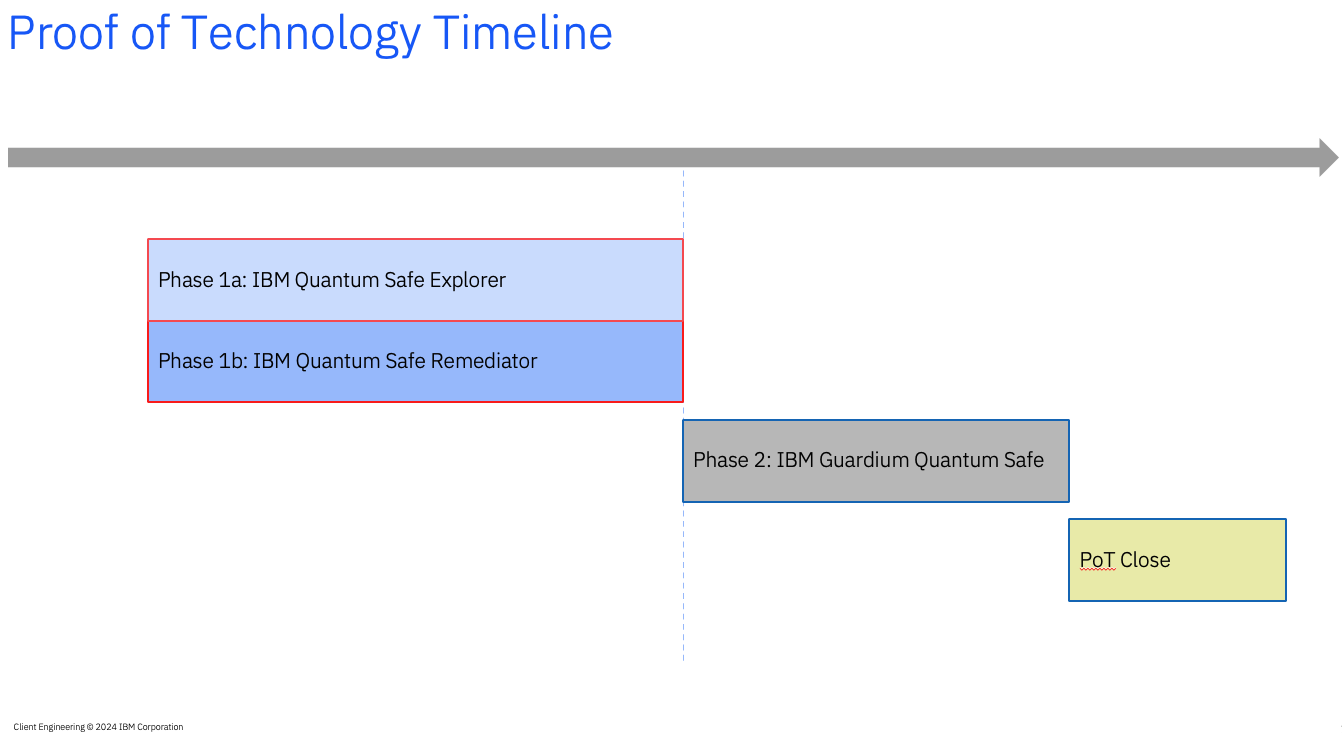 Proof of Technology Timeline
Phase 1a: IBM Quantum Safe Explorer
Phase 1b: IBM Quantum Safe Remediator
Phase 2: IBM Guardium Quantum Safe
PoT Close
Client Engineering © 2024 IBM Corporation